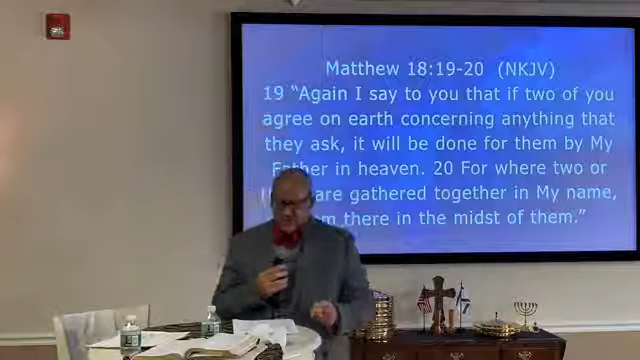 Matthew 18:19-20 (NKJV)
19 “Again I say to you that if two of you
agree on earth concerning anything that
they ask, it will be done for them by My
Father in heaven. 20 For where two or
are gathered together in My name,
there in the midst of them.”